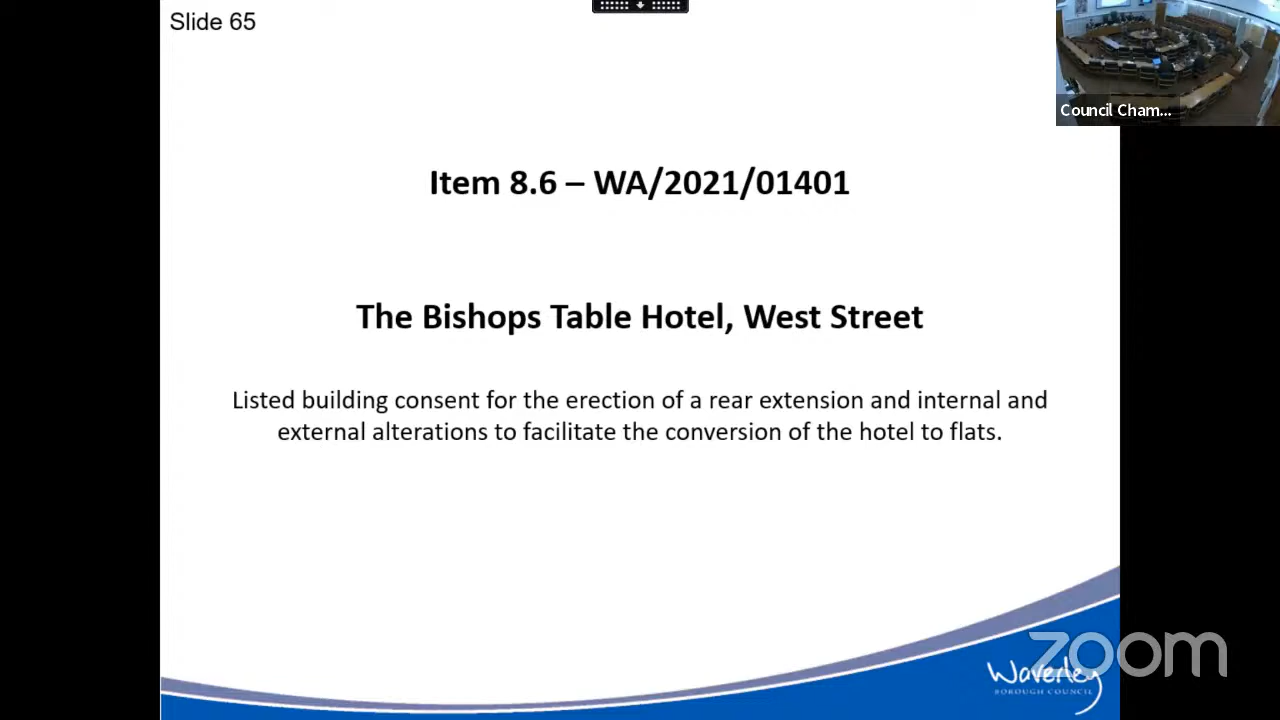 Slide 65
Council Cham...
Item 8.6 – WA/2021/01401
The Bishops Table Hotel, West Street
Listed building consent for the erection of a rear extension and internal and
external alterations to facilitate the conversion of the hotel to flats.
zoom
Waverley
BOROUGH COUNCIL